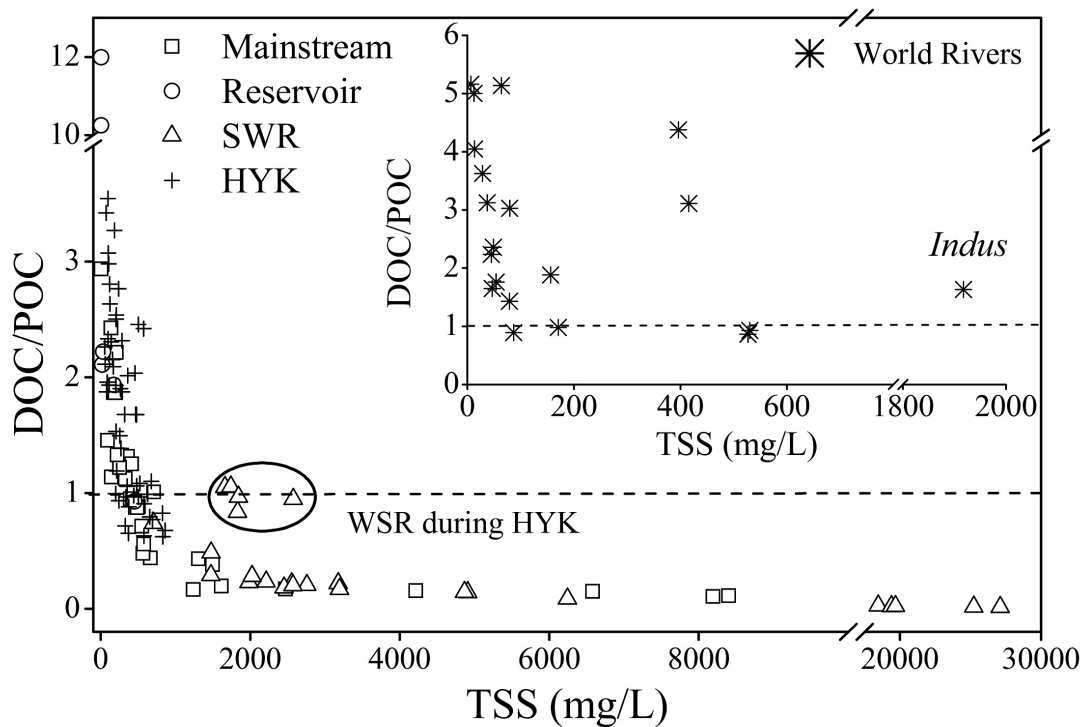 Mainstream
Reservoir
SWR
HYK
World Rivers
Indus
WSR during HYK
DOC/POC
12
10
3
2
1
0
0 2000 4000 6000 8000 20000 30000
TSS (mg/L)
DOC/POC
6
5
4
3
2
1
0
0 200 400 600 1800 2000
TSS (mg/L)